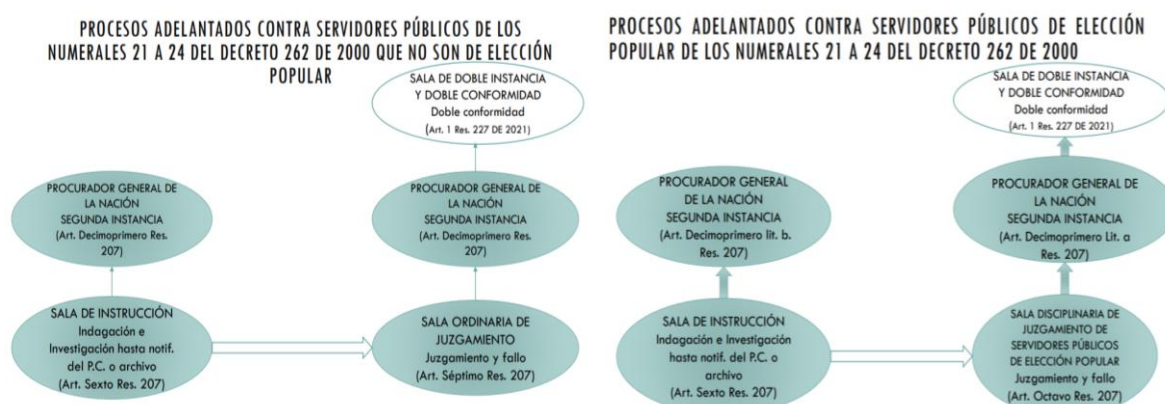 PROCESOS ADELANTADOS CONTRA SERVIDORES PÚBLICOS DE LOS
NUMERALES 21 A 24 DEL DECRETO 262 DE 2000 QUE NO SON DE ELECCIÓN
POPULAR
SALA DE DOBLE INSTANCIA
Y DOBLE CONFORMIDAD
Doble conformidad
(Art. 1 Res. 227 DE 2021)
PROCURADOR GENERAL DE
LA NACIÓN
SEGUNDA INSTANCIA
(Art. Decimoprimero Res.
207)
PROCURADOR GENERAL DE
LA NACIÓN
SEGUNDA INSTANCIA
(Art. Decimoprimero Res.
207)
SALA DE INSTRUCCIÓN
Indagación e
Investigación hasta notif.
del P.C. o archivo
(Art. Sexto Res. 207)
SALA ORDINARIA DE
JUZGAMIENTO
Juzgamiento y fallo
(Art. Séptimo Res. 207)
PROCESOS ADELANTADOS CONTRA SERVIDORES PÚBLICOS DE ELECCIÓN
POPULAR DE LOS NUMERALES 21 A 24 DEL DECRETO 262 DE 2000
SALA DE DOBLE INSTANCIA
Y DOBLE CONFORMIDAD
Doble conformidad
(Art. 1 Res. 227 DE 2021)
PROCURADOR GENERAL
DE LA NACIÓN
SEGUNDA INSTANCIA
(Art. Decimoprimero lit. b.
Res. 207)
PROCURADOR GENERAL DE
LA NACIÓN
SEGUNDA INSTANCIA
(Art. Decimoprimero Lit. a
Res. 207)
SALA DE INSTRUCCIÓN
Indagación e Investigación
hasta notif. del P.C. o
archivo
(Art. Sexto Res. 207)
SALA DISCIPLINARIA DE
JUZGAMIENTO DE
SERVIDORES PÚBLICOS
DE ELECCIÓN POPULAR
Juzgamiento y fallo
(Art. Octavo Res. 207)